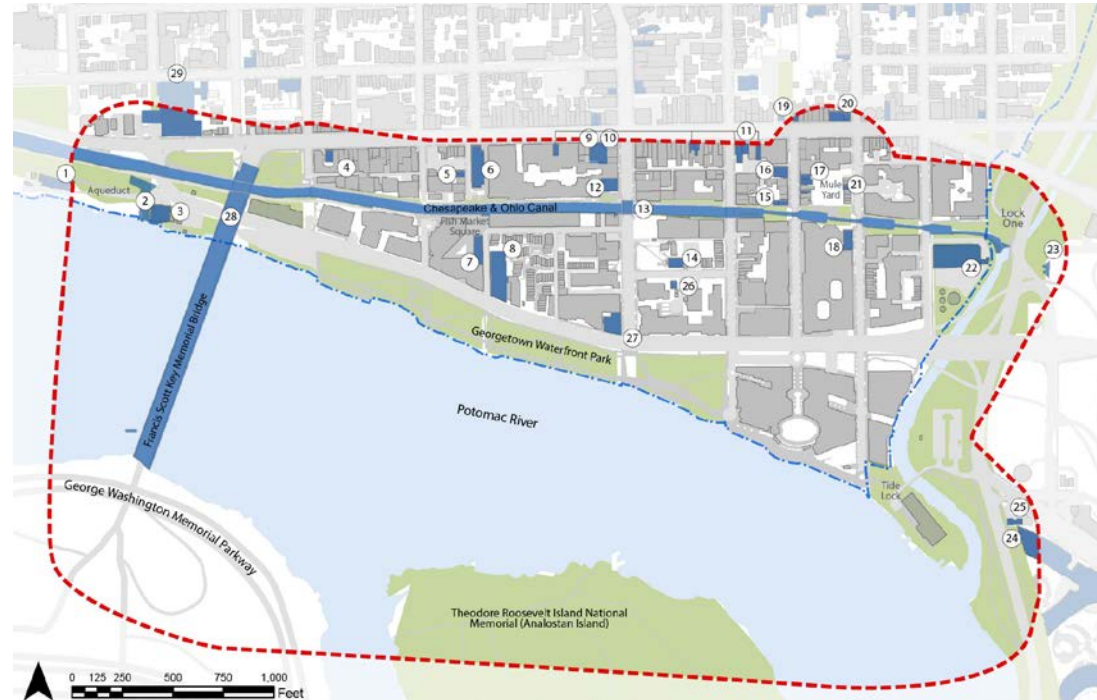 29
19
20
9
10
11
1
4
5
6
16
17
Aqueduct
12
Mule
Yard
21
2
3
28
Chesapeake & Ohio Canal
13
15
Fish Market
Square
Lock
One
7
8
14
18
22
23
26
Francis Scott Key Memorial Bridge
Georgetown Waterfront Park
27
Potomac River
George Washington Memorial Parkway
Tide
Lock
25
24
Theodore Roosevelt Island National
Memorial (Analostan Island)
0 125 250 500 750 1,000
Feet